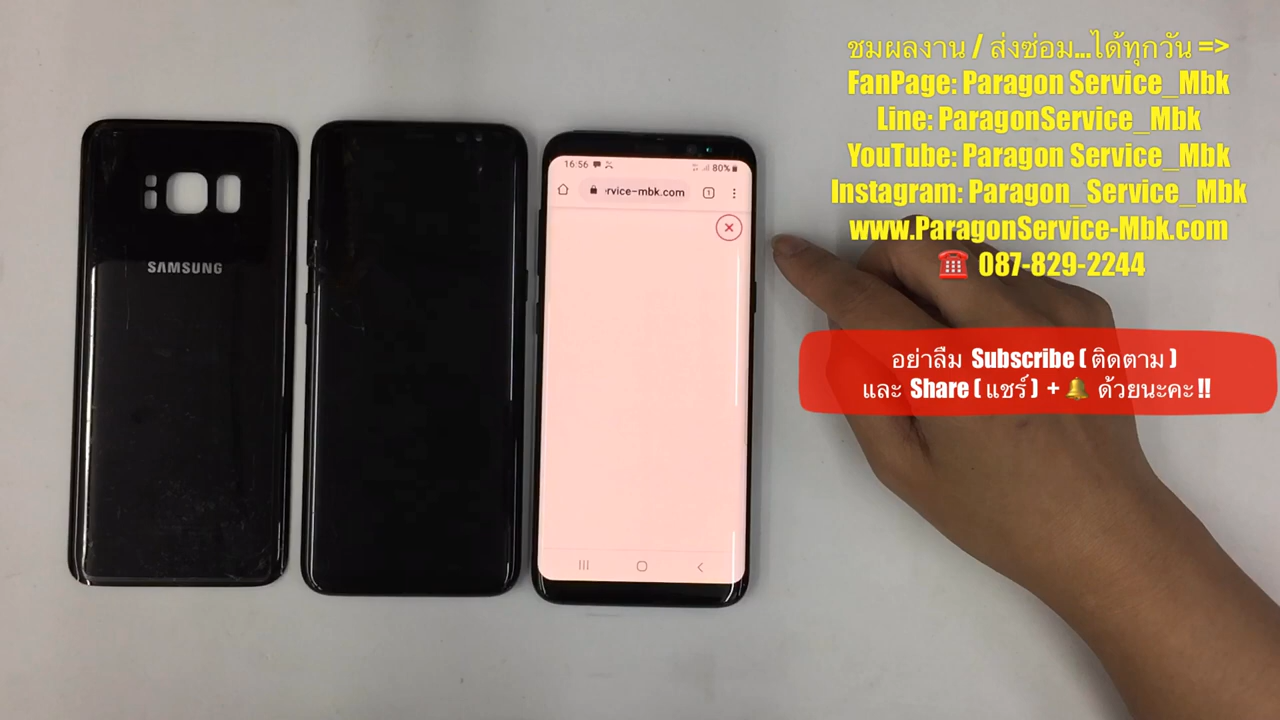 ชมผลงาน / ส่งซ่อม...ได้ทุกวัน =>
FanPage: Paragon Service_Mbk
Line: ParagonService_Mbk
YouTube: Paragon Service_Mbk
Instagram: Paragon_Service_Mbk
www.ParagonService-Mbk.com
☎ 087-829-2244
อย่าลืม Subscribe ( ติดตาม )
และ Share ( แชร์ ) + 🔔 ด้วยนะคะ !!
SAMSUNG
16:56 80%
rvice-mbk.com 1